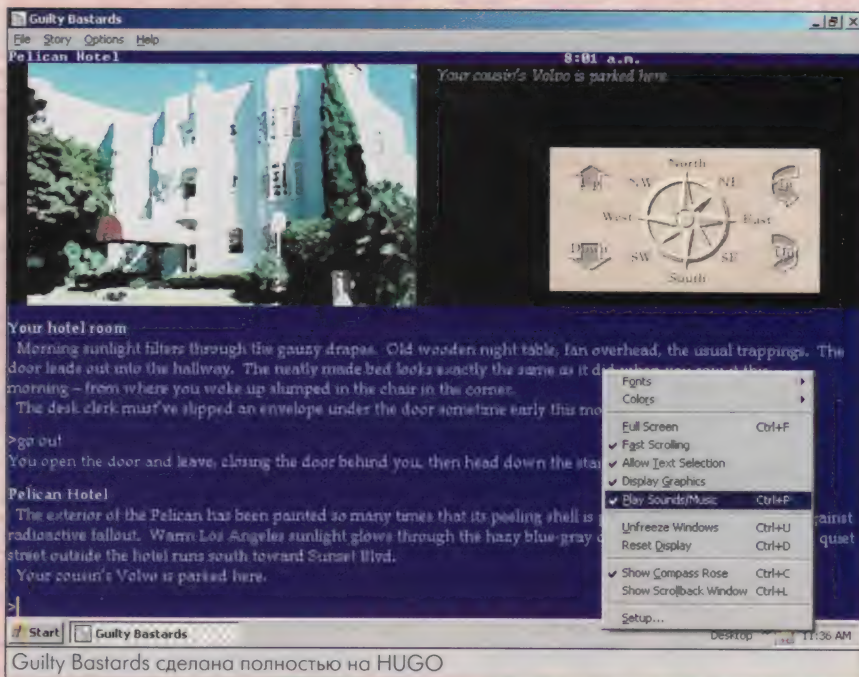 Guilty Bastards
File Story Options Help
Pelican Hotel 8:01 a.m.
Your cousin's Volvo is parked here.
North
Up NW NE In
West East
Down SW SE Out
South
Your hotel room
Morning sunlight filters through the gauzy drapes. Old wooden night table, fan overhead, the usual trappings. The
door leads out into the hallway. The neatly made bed looks exactly the same as it did when you saw it this
morning – from where you woke up slumped in the chair in the corner.
The desk clerk must've slipped an envelope under the door sometime early this mo
>go out
You open the door and leave, closing the door behind you, then head down the stai
Pelican Hotel
The exterior of the Pelican has been painted so many times that its peeling shell is
radioactive fallout. Warm Los Angeles sunlight glows through the hazy blue-gray quiet
street outside the hotel runs south toward Sunset Blvd.
Your cousin's Volvo is parked here.
>
Fonts
Colors
Full Screen Ctrl+F
Fast Scrolling
Allow Text Selection
Display Graphics
Play Sounds/Music Ctrl+P
Unfreeze Windows Ctrl+U
Reset Display Ctrl+D
Show Compass Rose Ctrl+C
Show Scrollback Window Ctrl+L
Setup...
Start Guilty Bastards Desktop 11:36 AM
Guilty Bastards сделана полностью на HUGO